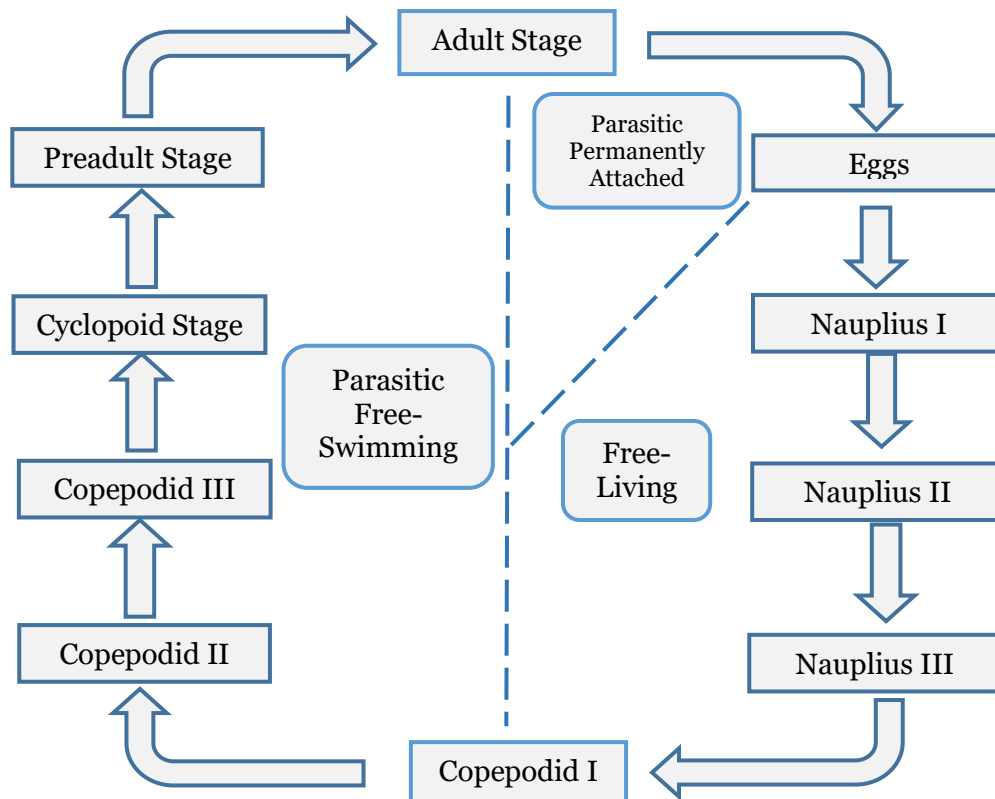 Adult Stage
Parasitic
Permanently
Attached
Preadult Stage
Eggs
Cyclopoid Stage
Nauplius I
Parasitic
Free-
Swimming
Free-
Living
Copepodid III
Nauplius II
Copepodid II
Nauplius III
Copepodid I